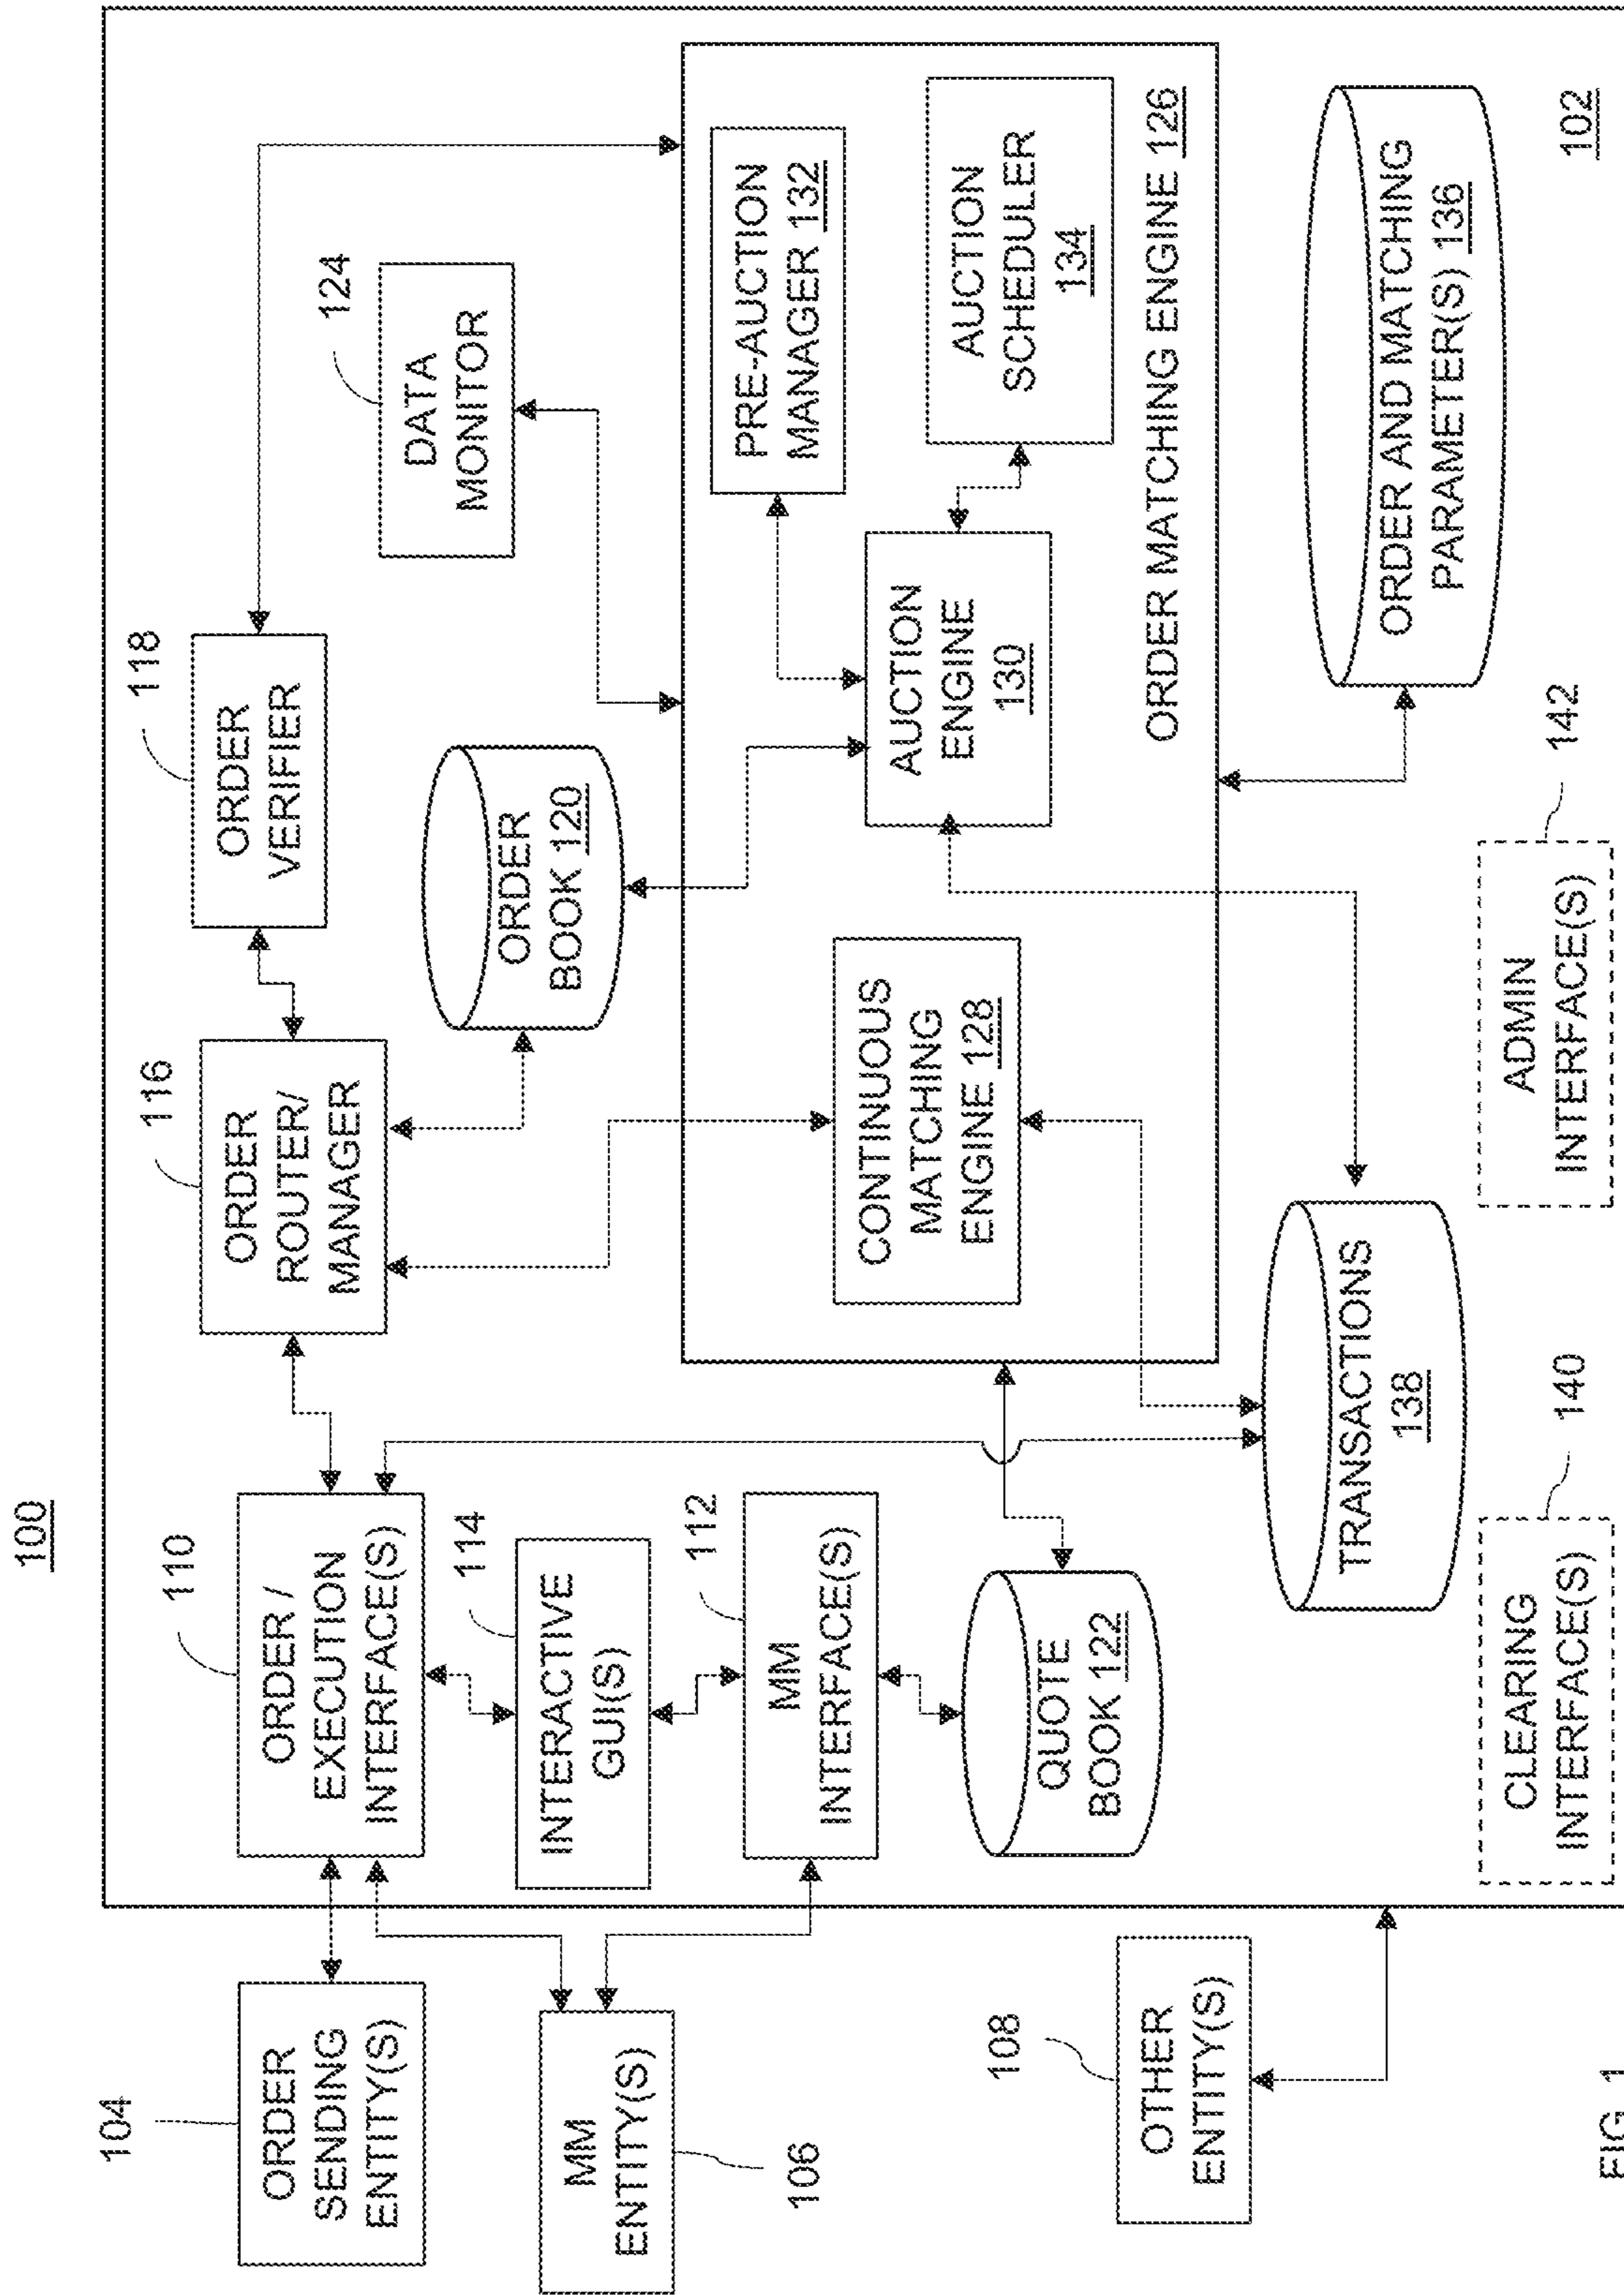 100
104
ORDER
SENDING
ENTITY(S)
MM
ENTITY(S)
106
108
OTHER
ENTITY(S)
110
ORDER /
EXECUTION
INTERFACE(S)
114
INTERACTIVE
GUI(S)
112
MM
INTERFACE(S)
QUOTE
BOOK 122
116
ORDER
ROUTER/
MANAGER
118
ORDER
VERIFIER
ORDER
BOOK 120
124
DATA
MONITOR
CONTINUOUS
MATCHING
ENGINE 128
AUCTION
ENGINE
130
PRE-AUCTION
MANAGER 132
AUCTION
SCHEDULER
134
ORDER MATCHING ENGINE 126
TRANSACTIONS
138
ORDER AND MATCHING
PARAMETER(S) 136
140
CLEARING
INTERFACE(S)
142
ADMIN
INTERFACE(S)
102
FIG. 1